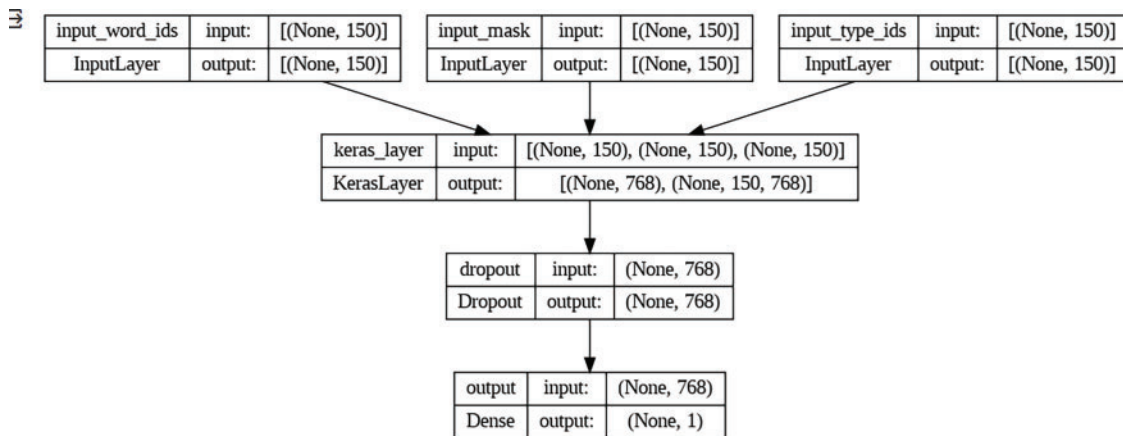 input_word_ids input: [(None, 150)] input_mask input: [(None, 150)] input_type_ids input: [(None, 150)]
InputLayer output: [(None, 150)] InputLayer output: [(None, 150)] InputLayer output: [(None, 150)]
keras_layer input: [(None, 150), (None, 150), (None, 150)]
KerasLayer output: [(None, 768), (None, 150, 768)]
dropout input: (None, 768)
Dropout output: (None, 768)
output input: (None, 768)
Dense output: (None, 1)